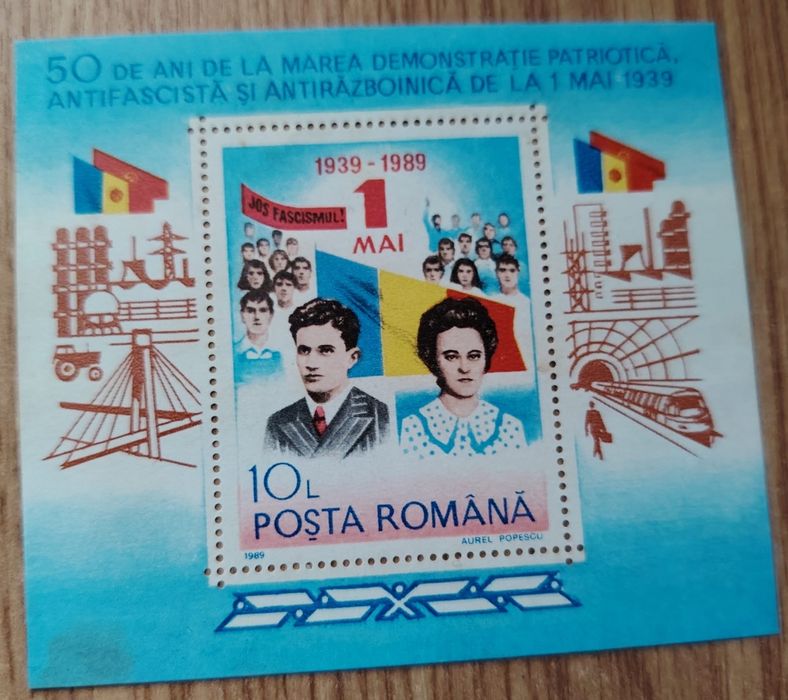 50 DE ANI DE LA MAREA DEMONSTRAȚIE PATRIOTICĂ,
ANTIFASCISTĂ ȘI ANTIRĂZBOINICĂ DE LA 1 MAI 1939
1939-1989
JOS FASCISMUL!
1
MAI
10L
POȘTA ROMÂNĂ
1989
AUREL POPESCU